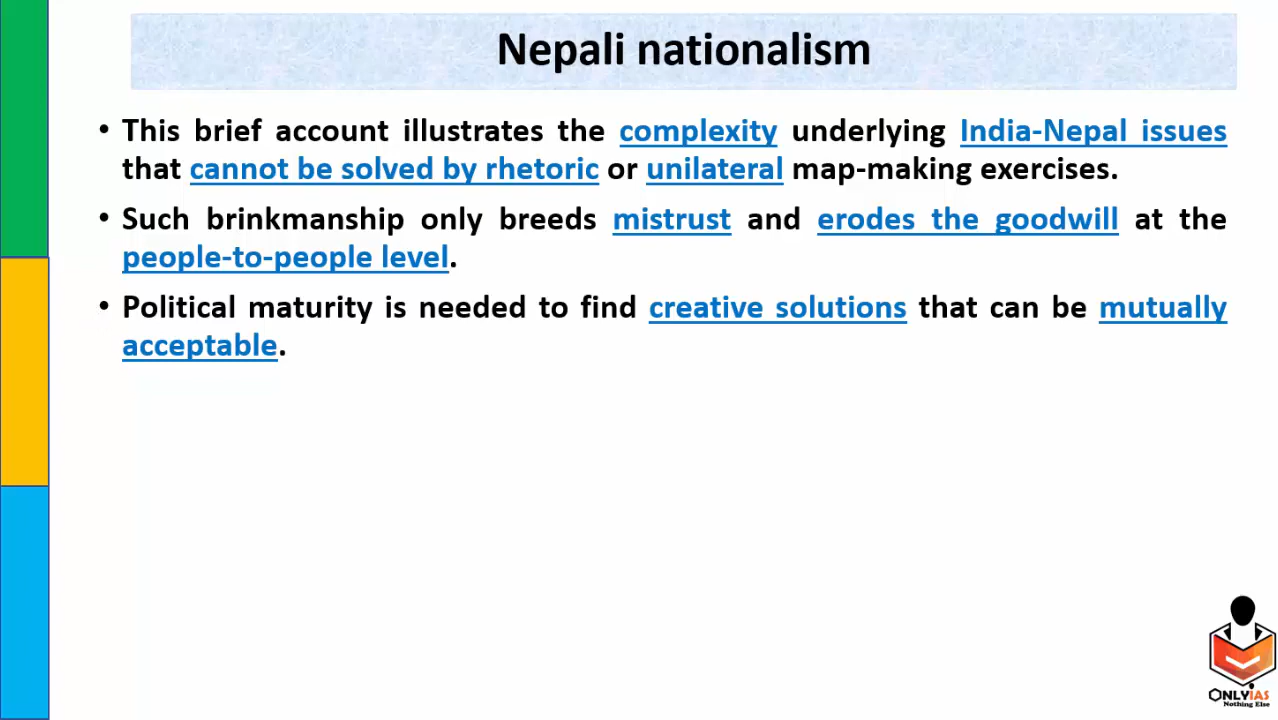 Nepali nationalism
• This brief account illustrates the complexity underlying India-Nepal issues
that cannot be solved by rhetoric or unilateral map-making exercises.
• Such brinkmanship only breeds mistrust and erodes the goodwill at the
people-to-people level.
• Political maturity is needed to find creative solutions that can be mutually
acceptable.
ONLYIAS
Nothing Else